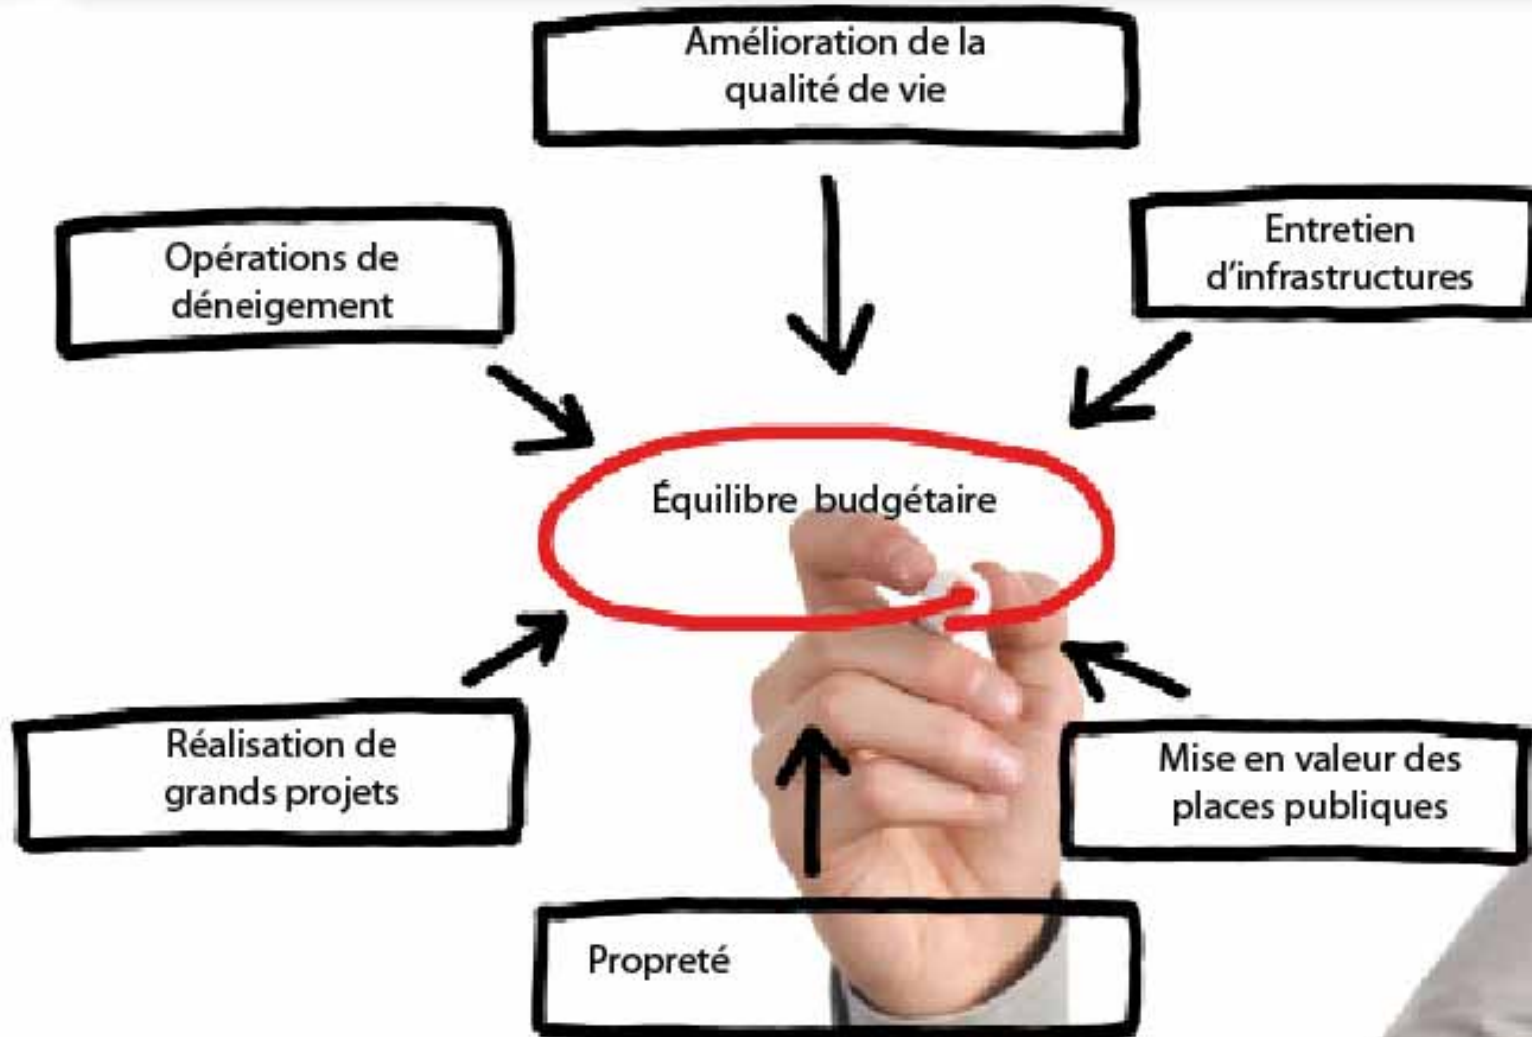 Amélioration de la
qualité de vie
Opérations de
déneigement
Entretien
d'infrastructures
Équilibre budgétaire
Réalisation de
grands projets
Mise en valeur des
places publiques
Propreté